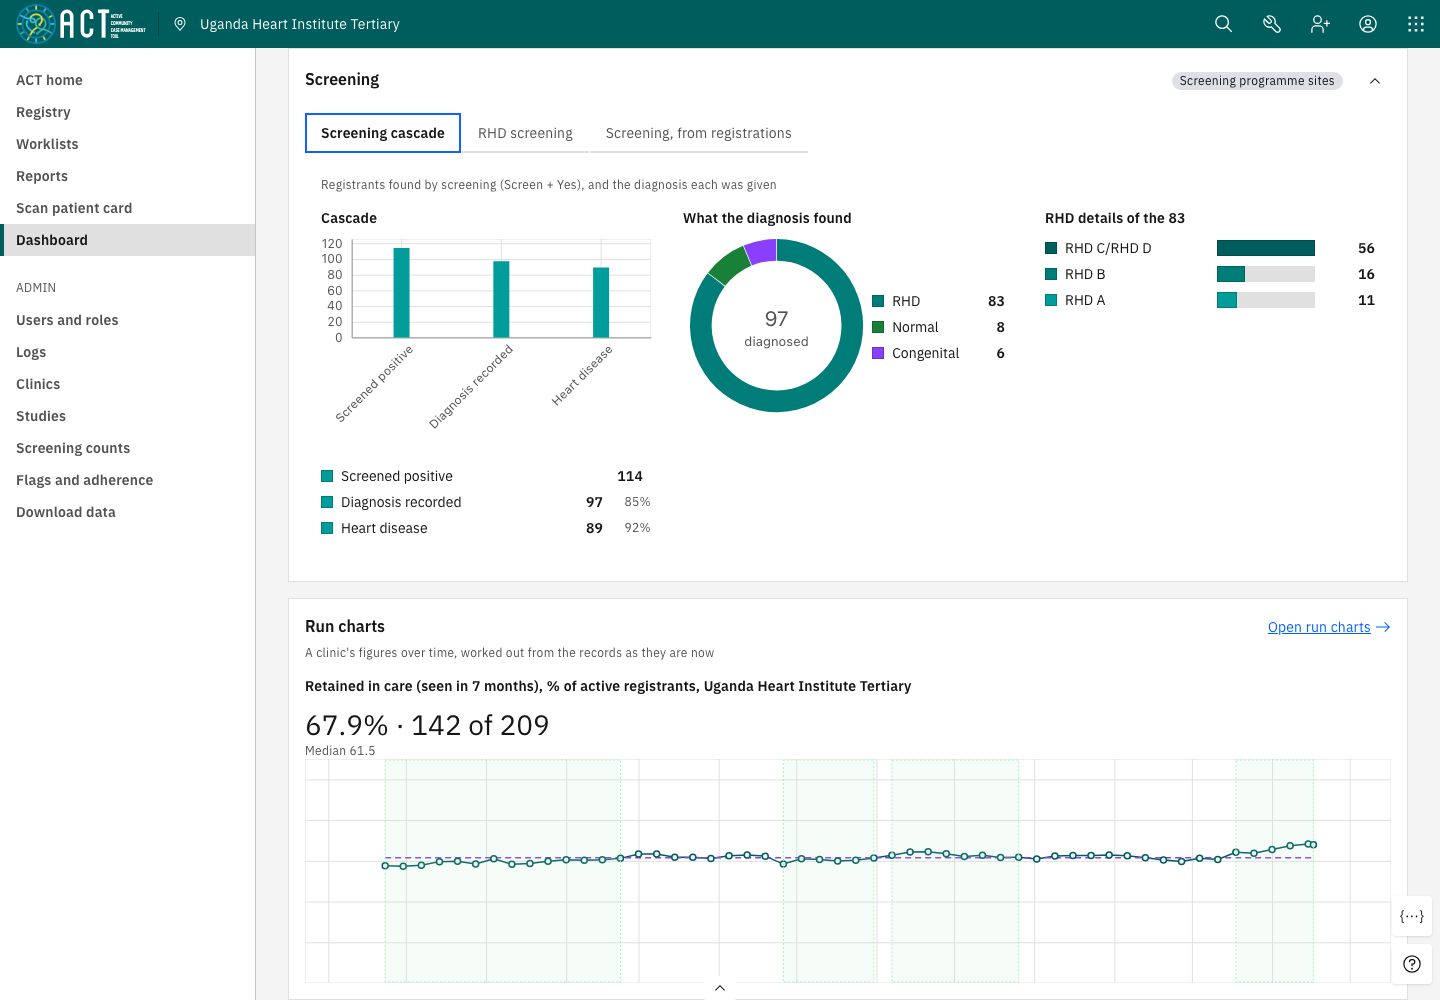 ACT ACTIVE
COMMUNITY
CASE MANAGEMENT
TOOL
Uganda Heart Institute Tertiary
ACT home
Registry
Worklists
Reports
Scan patient card
Dashboard
ADMIN
Users and roles
Logs
Clinics
Studies
Screening counts
Flags and adherence
Download data
Screening
Screening programme sites
Screening cascade
RHD screening
Screening, from registrations
Registrants found by screening (Screen + Yes), and the diagnosis each was given
Cascade
120
100
80
60
40
20
0
Screened positive
Diagnosis recorded
Heart disease
Screened positive 114
Diagnosis recorded 97 85%
Heart disease 89 92%
What the diagnosis found
97
diagnosed
RHD 83
Normal 8
Congenital 6
RHD details of the 83
RHD C/RHD D 56
RHD B 16
RHD A 11
Run charts
Open run charts
A clinic's figures over time, worked out from the records as they are now
Retained in care (seen in 7 months), % of active registrants, Uganda Heart Institute Tertiary
67.9% · 142 of 209
Median 61.5
{···}